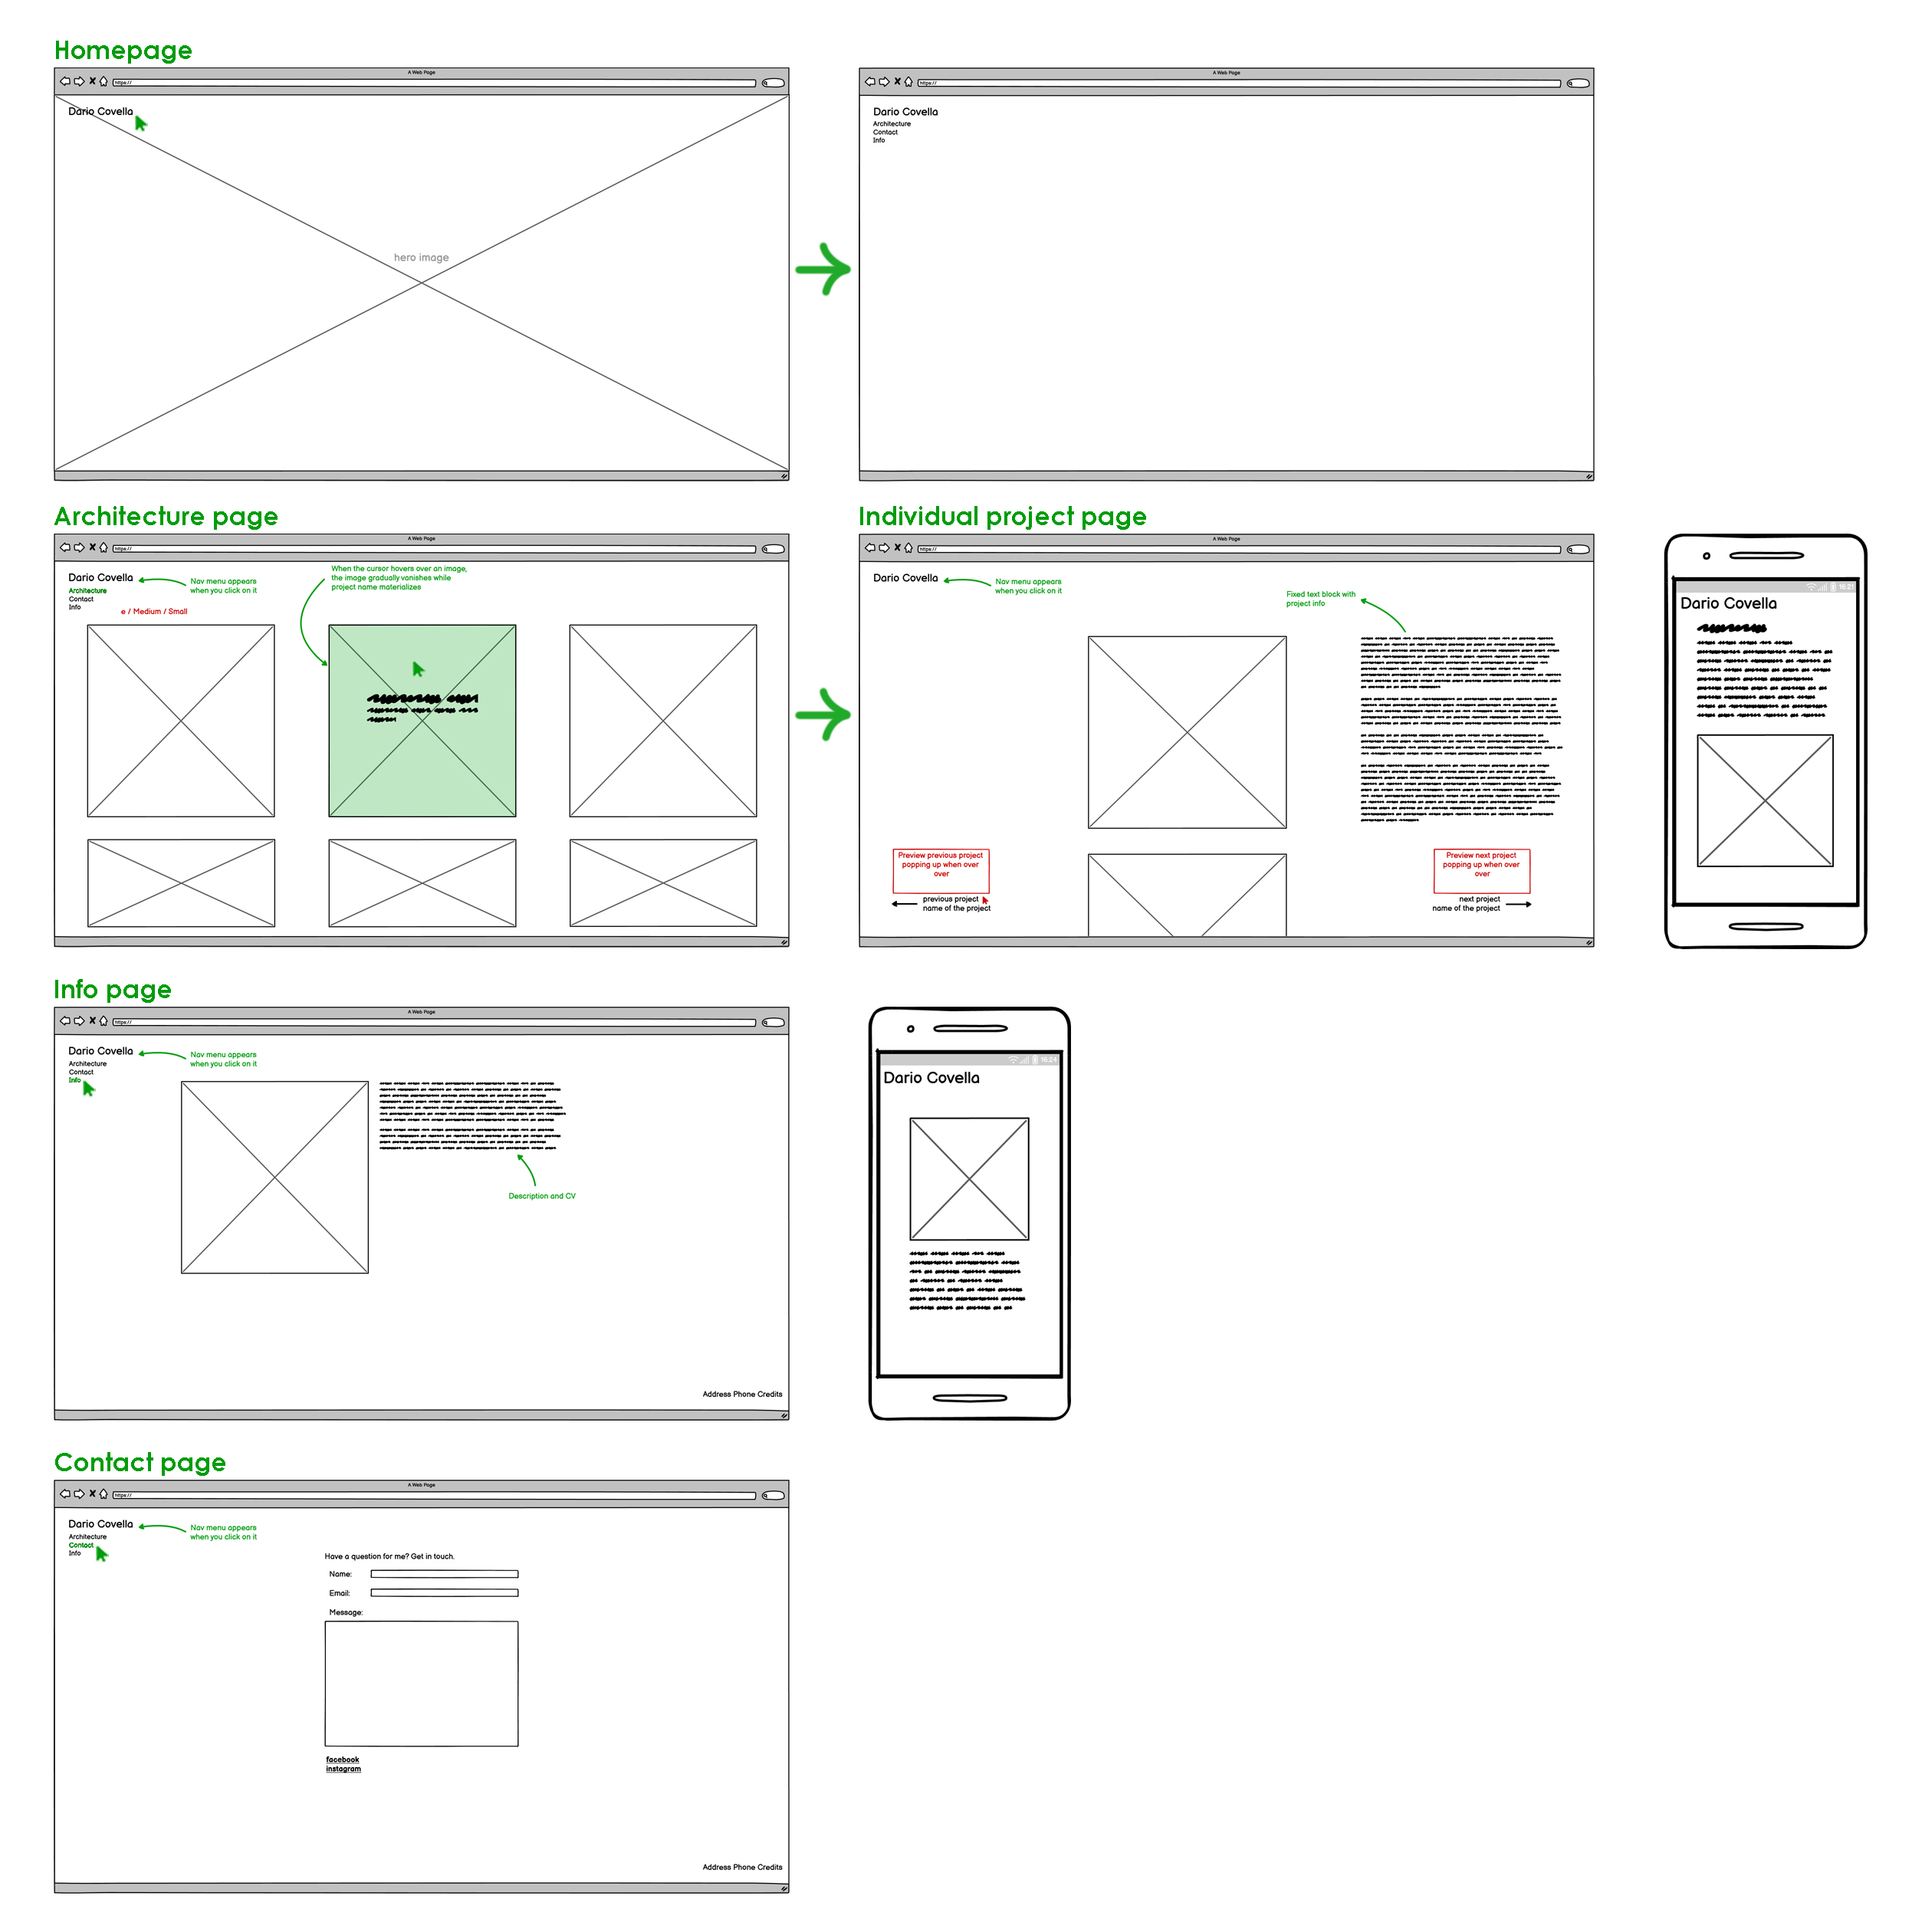 Homepage
A Web Page
https://
Dario Covella
hero image
A Web Page
https://
Dario Covella
Architecture
Contact
Info
Architecture page
A Web Page
https://
Dario Covella
Architecture
Contact
Info
Nav menu appears
when you click on it
e / Medium / Small
When the cursor hovers over an image,
the image gradually vanishes while
project name materializes
Individual project page
A Web Page
https://
Dario Covella
Nav menu appears
when you click on it
Fixed text block with
project info
Preview previous project
popping up when over
over
previous project
name of the project
Preview next project
popping up when over
over
next project
name of the project
16:21
Dario Covella
Info page
A Web Page
https://
Dario Covella
Architecture
Contact
Info
Nav menu appears
when you click on it
Description and CV
Address Phone Credits
16:24
Dario Covella
Contact page
A Web Page
https://
Dario Covella
Architecture
Contact
Info
Nav menu appears
when you click on it
Have a question for me? Get in touch.
Name:
Email:
Message:
facebook
instagram
Address Phone Credits